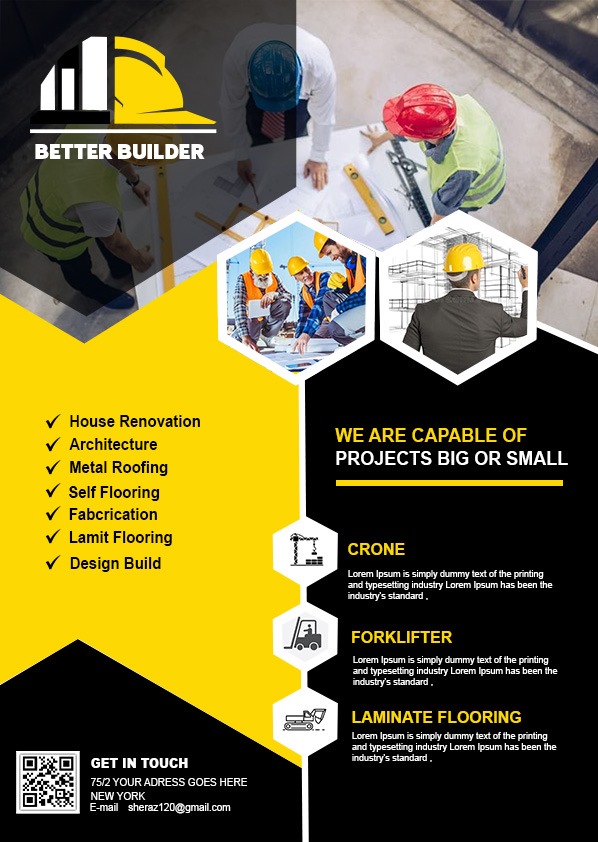 BETTER BUILDER
House Renovation
Architecture
Metal Roofing
Self Flooring
Fabcrication
Lamit Flooring
Design Build
WE ARE CAPABLE OF
PROJECTS BIG OR SMALL
CRONE
Lorem Ipsum is simply dummy text of the printing
and typesetting industry Lorem Ipsum has been the
industry's standard .
FORKLIFTER
Lorem Ipsum is simply dummy text of the printing
and typesetting industry Lorem Ipsum has been the
industry's standard .
LAMINATE FLOORING
Lorem Ipsum is simply dummy text of the printing
and typesetting industry Lorem Ipsum has been the
industry's standard .
GET IN TOUCH
75/2 YOUR ADRESS GOES HERE
NEW YORK
E-mail sheraz120@gmail.com